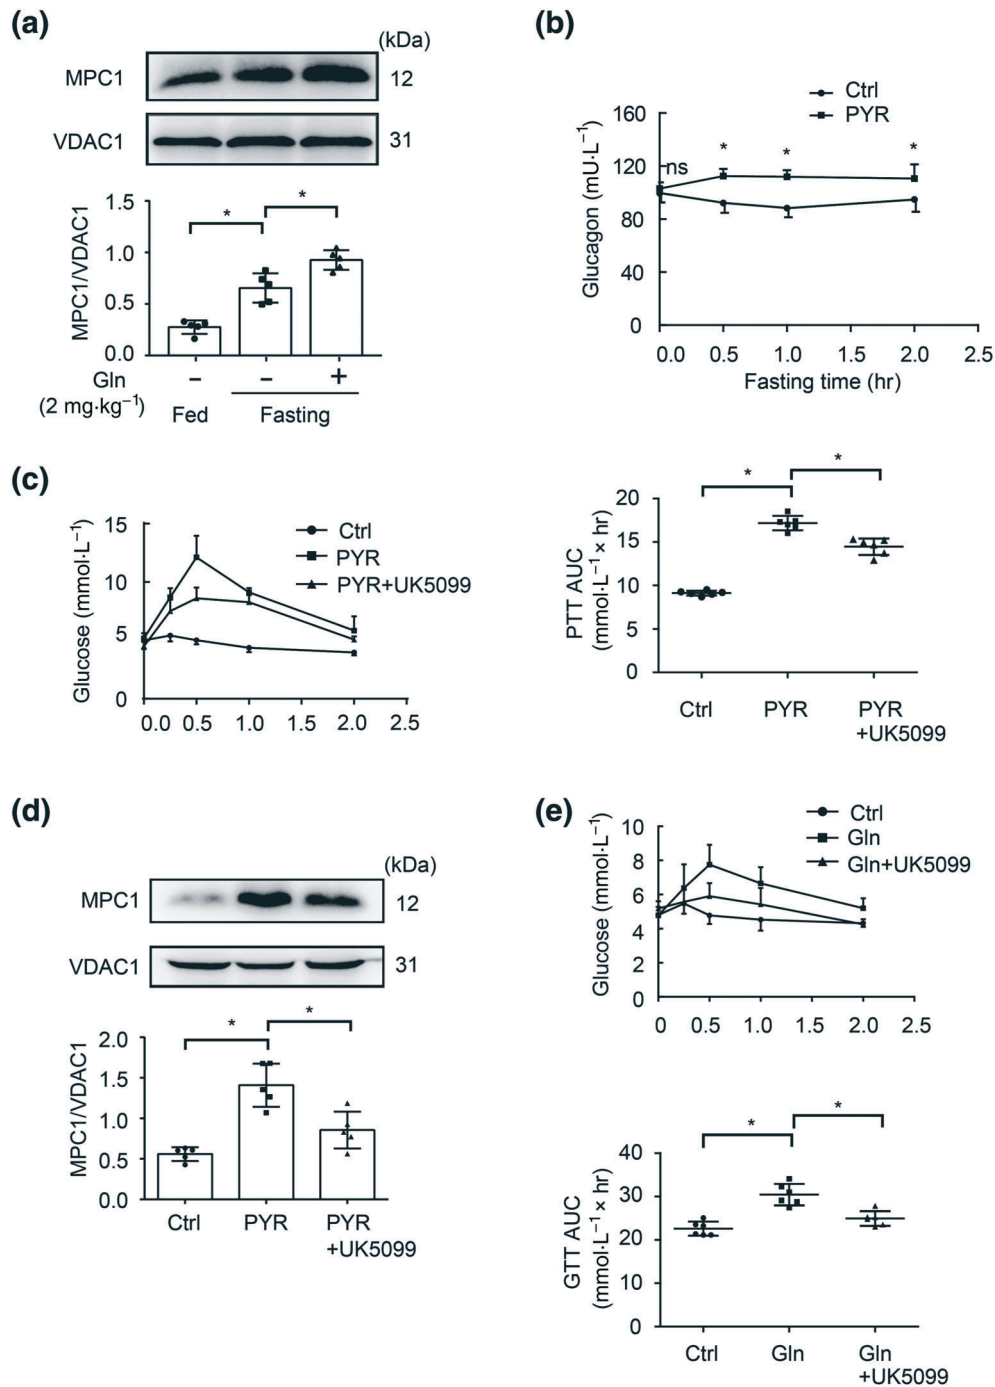 (a)
(kDa)
MPC1
12
VDAC1
31
MPC1/VDAC1
1.5
1.0
0.5
0.0
*
*
Gln
(2 mg·kg⁻¹)
− − +
Fed Fasting
(b)
Ctrl
PYR
Glucagon (mU·L⁻¹)
160
120
80
40
0
ns
* * *
0.0 0.5 1.0 1.5 2.0 2.5
Fasting time (hr)
(c)
Glucose (mmol·L⁻¹)
15
10
5
0
Ctrl
PYR
PYR+UK5099
0.0 0.5 1.0 1.5 2.0 2.5
PTT AUC
(mmol·L⁻¹ × hr)
20
15
10
5
0
*
*
Ctrl PYR PYR
+UK5099
(d)
(kDa)
MPC1
12
VDAC1
31
MPC1/VDAC1
2.0
1.5
1.0
0.5
0.0
*
*
Ctrl PYR PYR
+UK5099
(e)
Ctrl
Gln
Gln+UK5099
Glucose (mmol·L⁻¹)
10
8
6
4
2
0
0 0.5 1.0 1.5 2.0 2.5
GTT AUC
(mmol·L⁻¹ × hr)
40
30
20
10
0
*
*
Ctrl Gln Gln
+UK5099